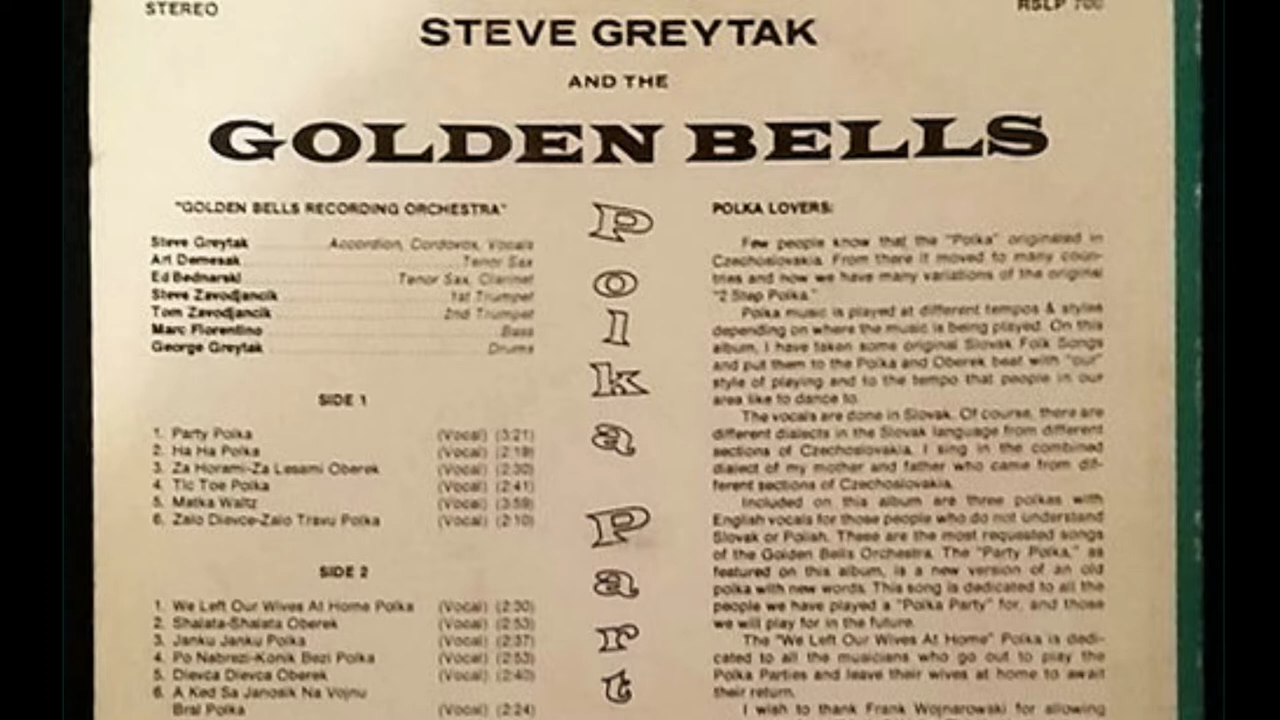 STEREO
RSLP 700
STEVE GREYTAK
AND THE
GOLDEN BELLS
"GOLDEN BELLS RECORDING ORCHESTRA"
Steve Greytak Accordion, Cordovox, Vocals
Art Demesak Tenor Sax
Ed Bednarski Tenor Sax, Clarinet
Steve Zavodjancik 1st Trumpet
Tom Zavodjancik 2nd Trumpet
Marc Florentino Bass
George Greytak Drums
SIDE 1
1. Party Polka (Vocal) (3:21)
2. Ha Ha Polka (Vocal) (2:18)
3. Za Horami-Za Lesami Oberek (Vocal) (2:30)
4. Tic Toe Polka (Vocal) (2:41)
5. Matka Waltz (Vocal) (3:59)
6. Zalo Dievce-Zalo Travu Polka (Vocal) (2:10)
SIDE 2
1. We Left Our Wives At Home Polka (Vocal) (2:30)
2. Shalata-Shalata Oberek (Vocal) (2:53)
3. Janku Janku Polka (Vocal) (2:37)
4. Po Nabrezi-Konik Bezi Polka (Vocal) (2:53)
5. Dievca Dievca Oberek (Vocal) (2:40)
6. A Ked Sa Janosik Na Vojnu
Bral Polka (Vocal) (2:24)
P
o
l
k
a
P
a
r
t
POLKA LOVERS:
Few people know that the "Polka" originated in
Czechoslovakia. From there it moved to many coun-
tries and now we have many variations of the original
"2 Step Polka."
Polka music is played at different tempos & styles
depending on where the music is being played. On this
album, I have taken some original Slovak Folk Songs
and put them to the Polka and Oberek beat with "our"
style of playing and to the tempo that people in our
area like to dance to.
The vocals are done in Slovak. Of course, there are
different dialects in the Slovak language from different
sections of Czechoslovakia. I sing in the combined
dialect of my mother and father who came from dif-
ferent sections of Czechoslovakia.
Included on this album are three polkas with
English vocals for those people who do not understand
Slovak or Polish. These are the most requested songs
of the Golden Bells Orchestra. The "Party Polka," as
featured on this album, is a new version of an old
polka with new words. This song is dedicated to all the
people we have played a "Polka Party" for, and those
we will play for in the future.
The "We Left Our Wives At Home" Polka is dedi-
cated to all the musicians who go out to play the
Polka Parties and leave their wives at home to await
their return.
I wish to thank Frank Wojnarowski for allowing